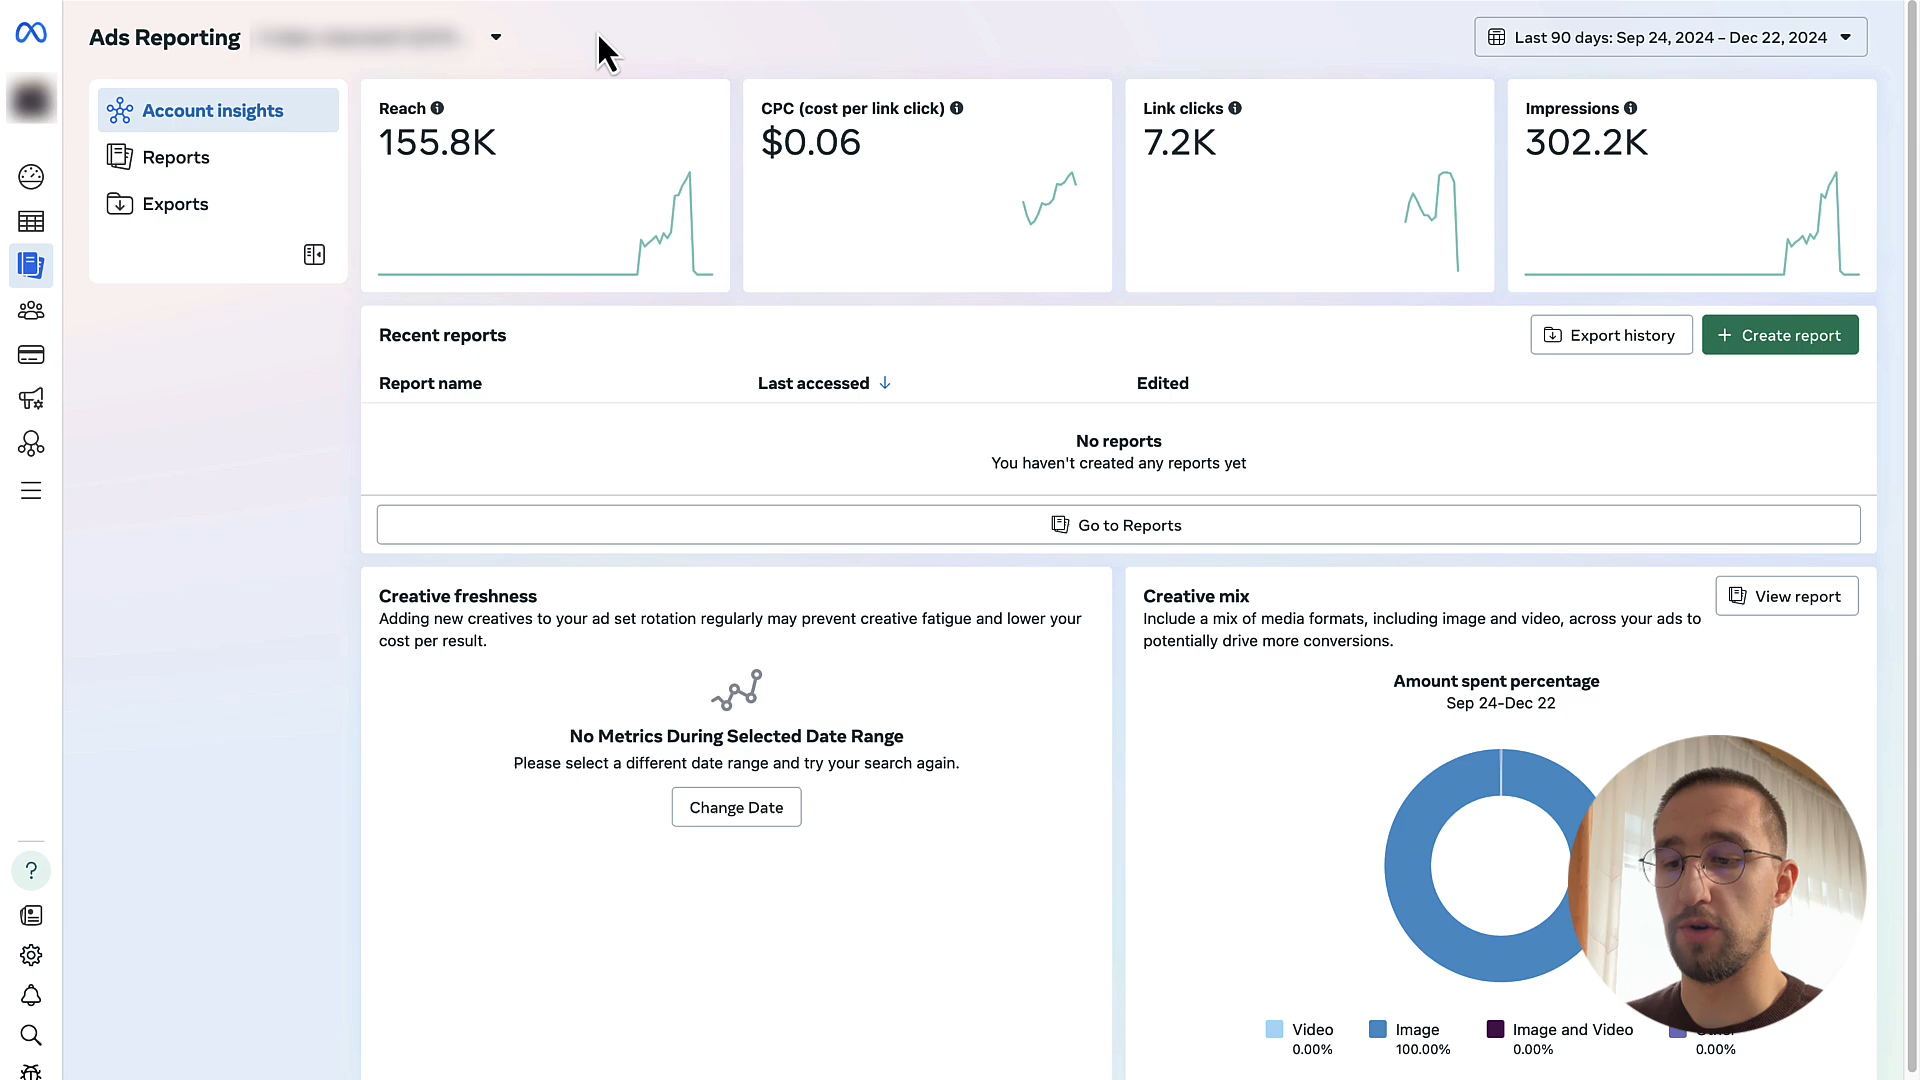 Ads Reporting
Last 90 days: Sep 24, 2024 – Dec 22, 2024
Account insights
Reports
Exports
Reach
155.8K
CPC (cost per link click)
$0.06
Link clicks
7.2K
Impressions
302.2K
Recent reports
Export history
+ Create report
Report name
Last accessed ↓
Edited
No reports
You haven't created any reports yet
Go to Reports
Creative freshness
Adding new creatives to your ad set rotation regularly may prevent creative fatigue and lower your
cost per result.
No Metrics During Selected Date Range
Please select a different date range and try your search again.
Change Date
Creative mix
View report
Include a mix of media formats, including image and video, across your ads to
potentially drive more conversions.
Amount spent percentage
Sep 24-Dec 22
Video
0.00%
Image
100.00%
Image and Video
0.00%
0.00%
?